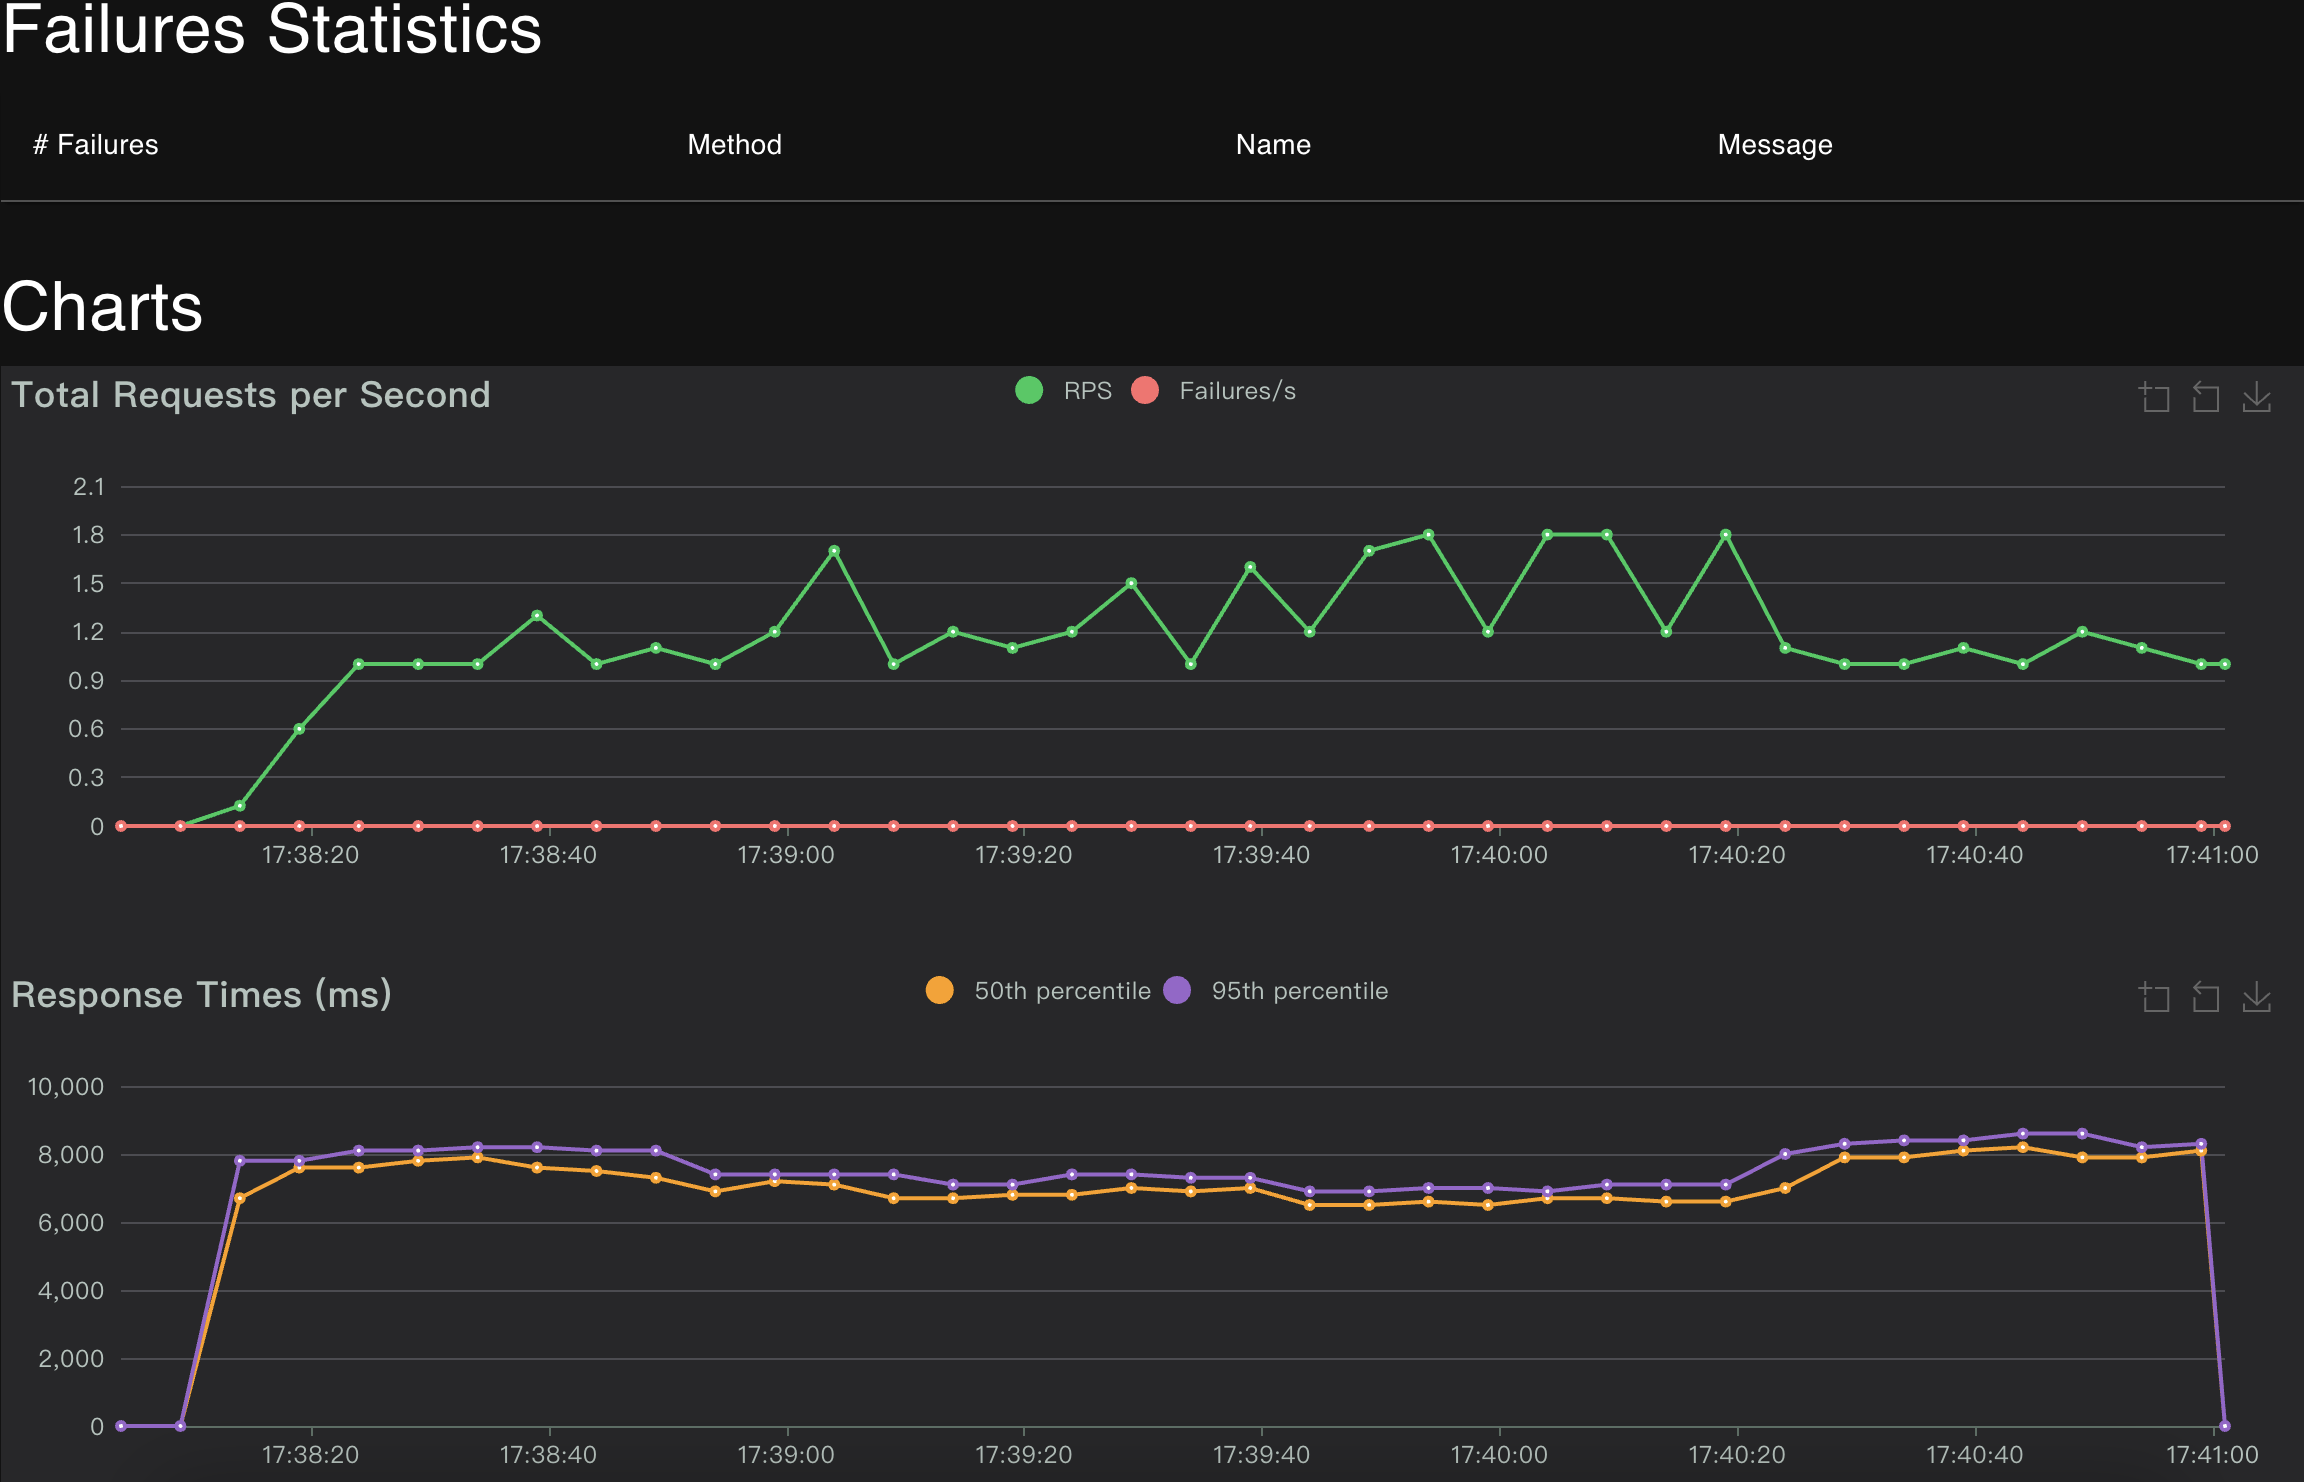 Failures Statistics
# Failures Method Name Message
Charts
Total Requests per Second
RPS Failures/s
2.1
1.8
1.5
1.2
0.9
0.6
0.3
0
17:38:20 17:38:40 17:39:00 17:39:20 17:39:40 17:40:00 17:40:20 17:40:40 17:41:00
Response Times (ms)
50th percentile 95th percentile
10,000
8,000
6,000
4,000
2,000
0
17:38:20 17:38:40 17:39:00 17:39:20 17:39:40 17:40:00 17:40:20 17:40:40 17:41:00